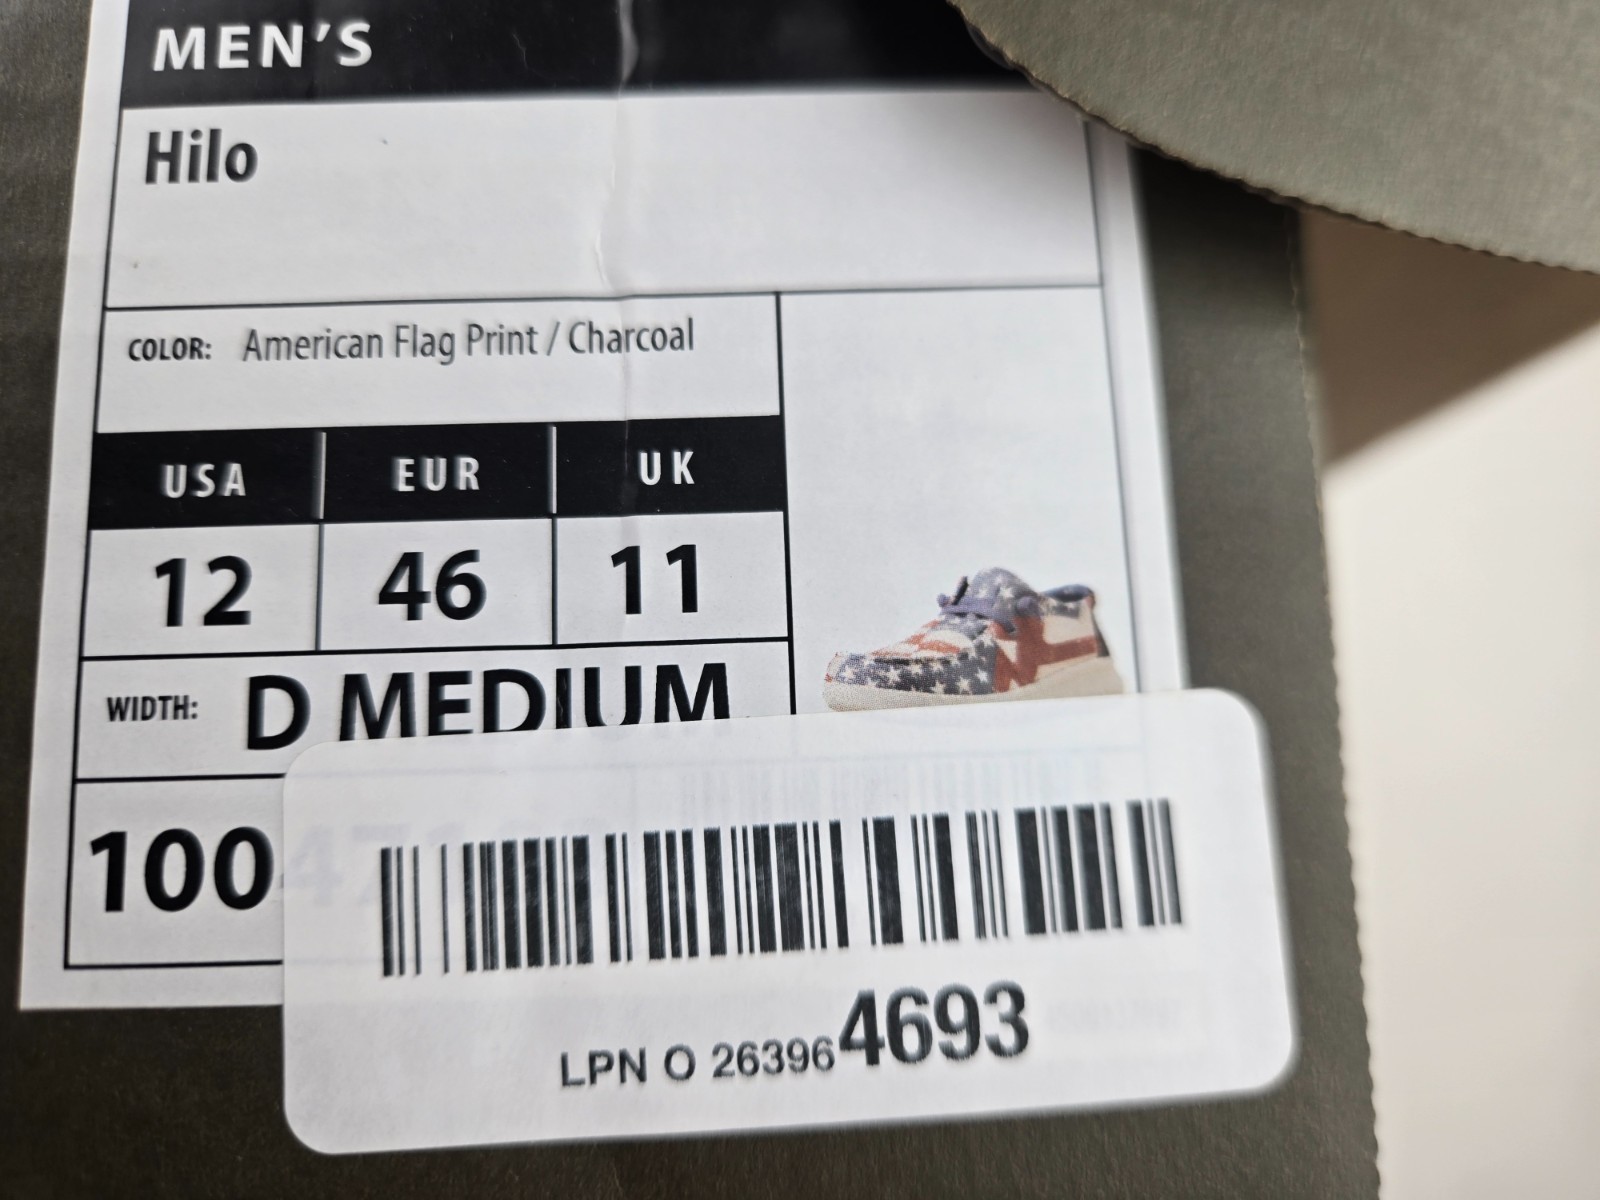 MEN'S
Hilo
COLOR: American Flag Print / Charcoal
USA EUR UK
12 46 11
WIDTH: D MEDIUM
100
LPN O 263964693